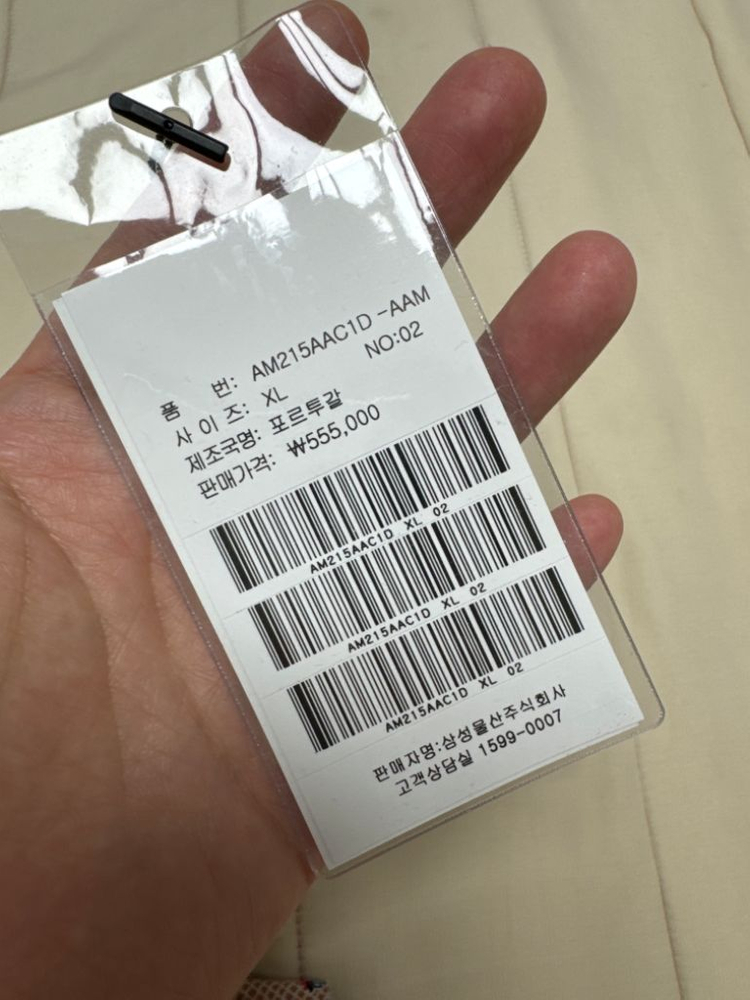 품 번: AM215AAC1D -AAM
NO:02
사 이 즈: XL
제조국명: 포르투갈
판매가격: ₩555,000
AM215AAC1D XL 02
AM215AAC1D XL 02
AM215AAC1D XL 02
판매자명:삼성물산주식회사
고객상담실 1599-0007